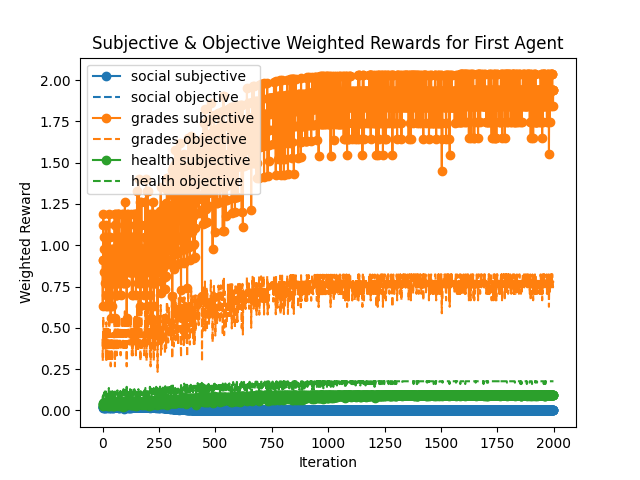 Subjective & Objective Weighted Rewards for First Agent
2.00
1.75
1.50
1.25
1.00
0.75
0.50
0.25
0.00
Weighted Reward
social subjective
social objective
grades subjective
grades objective
health subjective
health objective
0 250 500 750 1000 1250 1500 1750 2000
Iteration